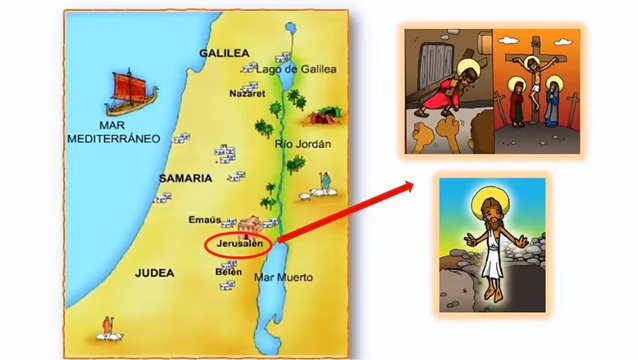 GALILEA
Lago de Galilea
Nazaret
MAR
MEDITERRÁNEO
Río Jordán
SAMARIA
Emaús
Jerusalén
Belén
JUDEA
Mar Muerto